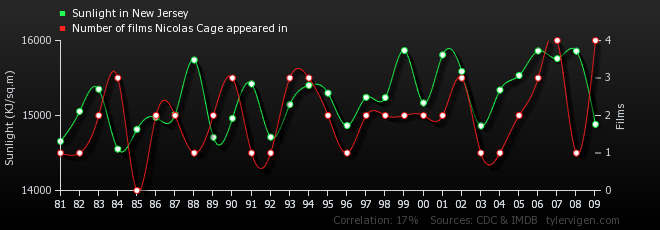 Sunlight in New Jersey
Number of films Nicolas Cage appeared in
16000 4
3
15000 2
1
14000 0
Sunlight (KJ/sq.m)
Films
81 82 83 84 85 86 87 88 89 90 91 92 93 94 95 96 97 98 99 00 01 02 03 04 05 06 07 08 09
Correlation: 17% Sources: CDC & IMDB tylervigen.com